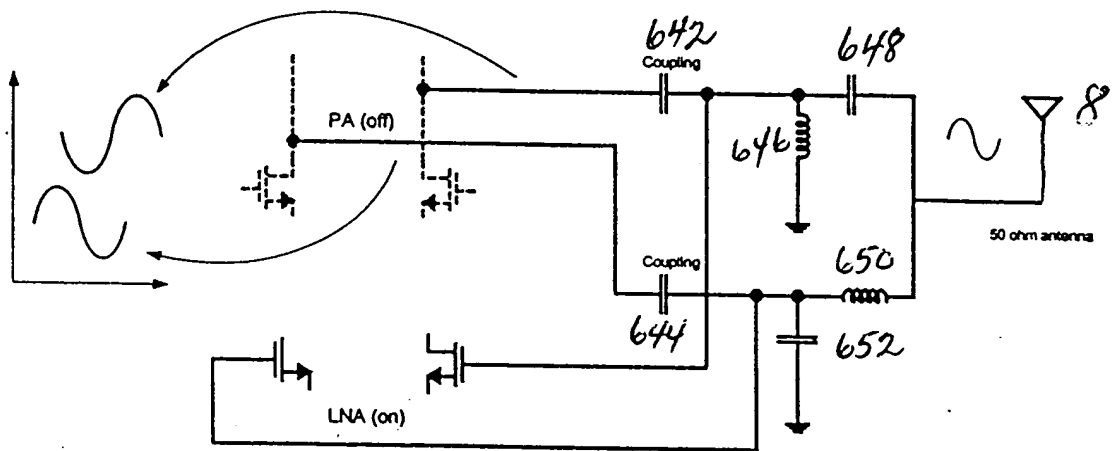 642
648
Coupling
8
PA (off)
646
50 ohm antenna
Coupling
650
644
652
LNA (on)